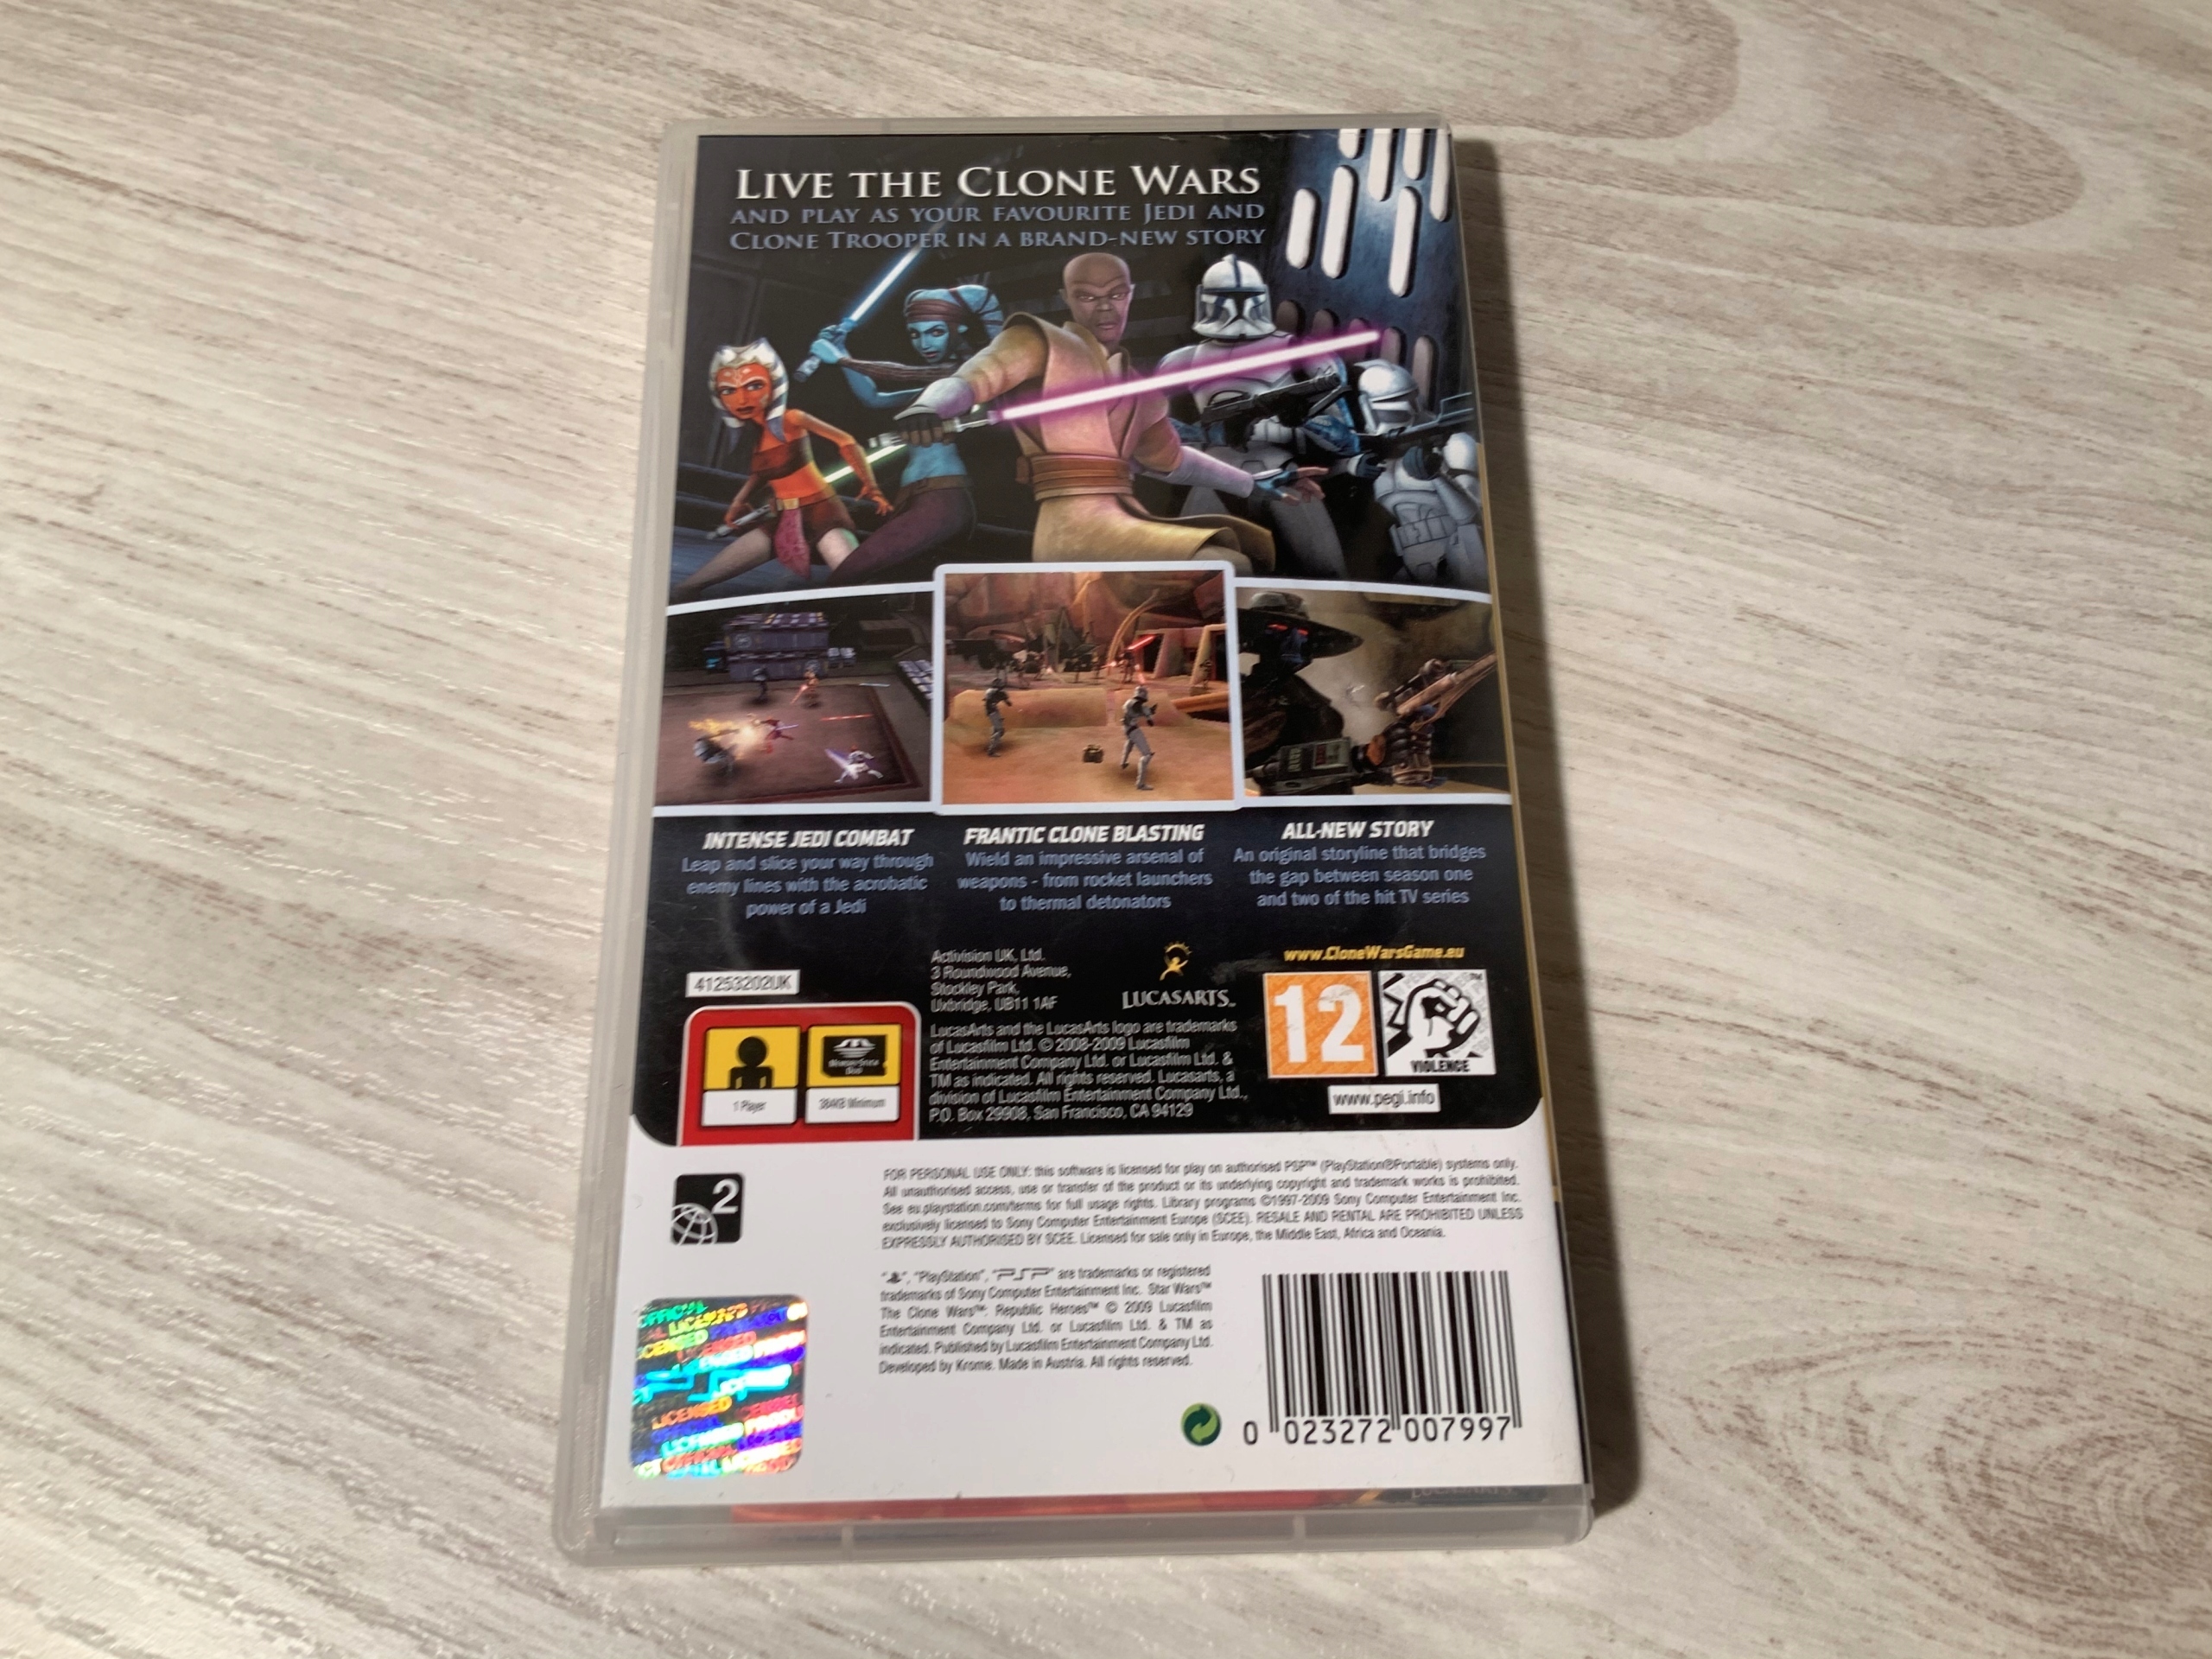 LIVE THE CLONE WARS
AND PLAY AS YOUR FAVOURITE JEDI AND
CLONE TROOPER IN A BRAND-NEW STORY
INTENSE JEDI COMBAT
Leap and slice your way through
enemy lines with the acrobatic
power of a Jedi
FRANTIC CLONE BLASTING
Wield an impressive arsenal of
weapons - from rocket launchers
to thermal detonators
ALL-NEW STORY
An original storyline that bridges
the gap between season one
and two of the hit TV series
41253202UK
Activision UK, Ltd.
3 Roundwood Avenue,
Stockley Park,
Uxbridge, UB11 1AF
LUCASARTS™
www.CloneWarsGame.eu
12
VIOLENCE
™
www.pegi.info
1 Player
384KB Minimum
LucasArts and the LucasArts logo are trademarks
of Lucasfilm Ltd. © 2008-2009 Lucasfilm
Entertainment Company Ltd. or Lucasfilm Ltd. &
TM as indicated. All rights reserved. Lucasarts, a
division of Lucasfilm Entertainment Company Ltd.,
P.O. Box 29908, San Francisco, CA 94129
2
FOR PERSONAL USE ONLY: this software is licensed for play on authorised PSP™ (PlayStation®Portable) systems only.
All unauthorised access, use or transfer of the product or its underlying copyright and trademark works is prohibited.
See eu.playstation.com/terms for full usage rights. Library programs ©1997-2009 Sony Computer Entertainment Inc.
exclusively licensed to Sony Computer Entertainment Europe (SCEE). RESALE AND RENTAL ARE PROHIBITED UNLESS
EXPRESSLY AUTHORISED BY SCEE. Licensed for sale only in Europe, the Middle East, Africa and Oceania.
"PlayStation", "PSP" are trademarks or registered
trademarks of Sony Computer Entertainment Inc. Star Wars™
The Clone Wars™: Republic Heroes™ © 2009 Lucasfilm
Entertainment Company Ltd. or Lucasfilm Ltd. & TM as
indicated. Published by Lucasfilm Entertainment Company Ltd.
Developed by Krome. Made in Austria. All rights reserved.
OFFICIAL
LICENSED
LICENSED
0 023272 007997